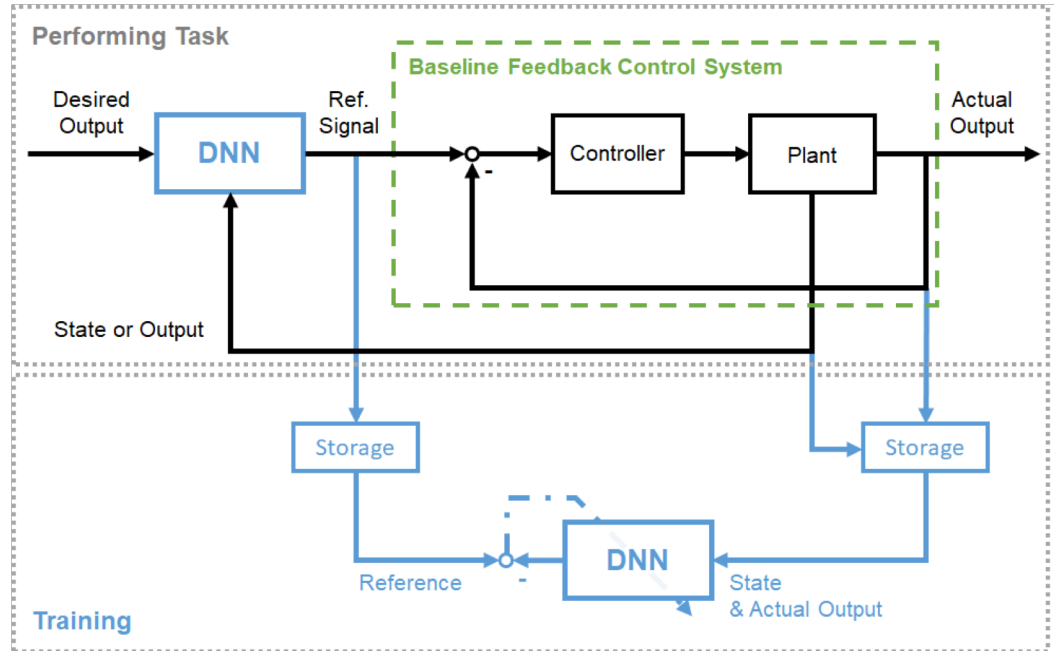 Performing Task
Baseline Feedback Control System
Desired
Output
DNN
Ref.
Signal
-
Controller
Plant
Actual
Output
State or Output
Storage
Storage
Reference
-
DNN
State
& Actual Output
Training